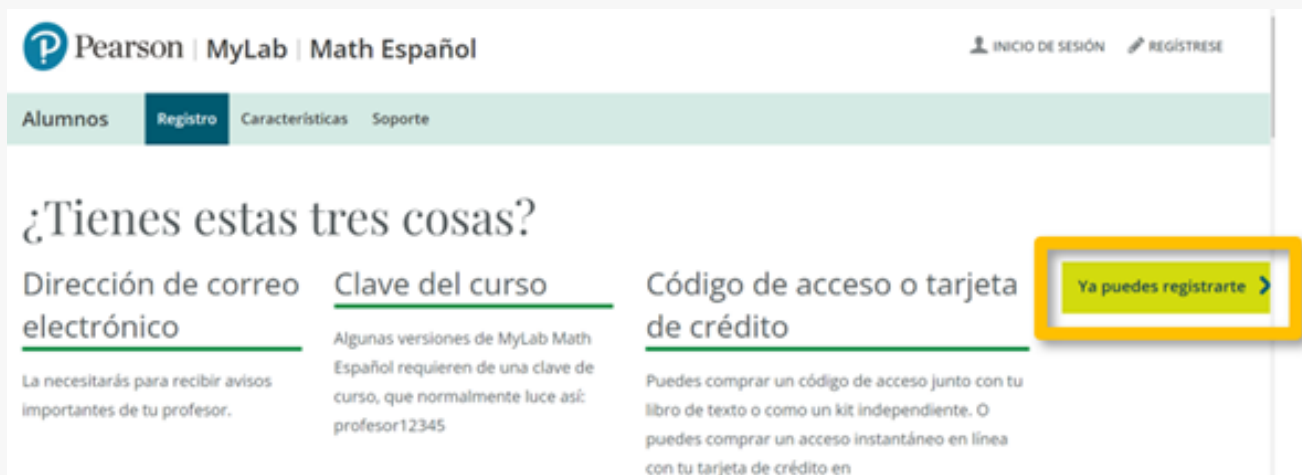 Pearson | MyLab | Math Español
INICIO DE SESIÓN REGÍSTRESE
Alumnos Registro Características Soporte
¿Tienes estas tres cosas?
Dirección de correo
electrónico
La necesitarás para recibir avisos
importantes de tu profesor.
Clave del curso
Algunas versiones de MyLab Math
Español requieren de una clave de
curso, que normalmente luce así:
profesor12345
Código de acceso o tarjeta
de crédito
Puedes comprar un código de acceso junto con tu
libro de texto o como un kit independiente. O
puedes comprar un acceso instantáneo en línea
con tu tarjeta de crédito en
Ya puedes registrarte